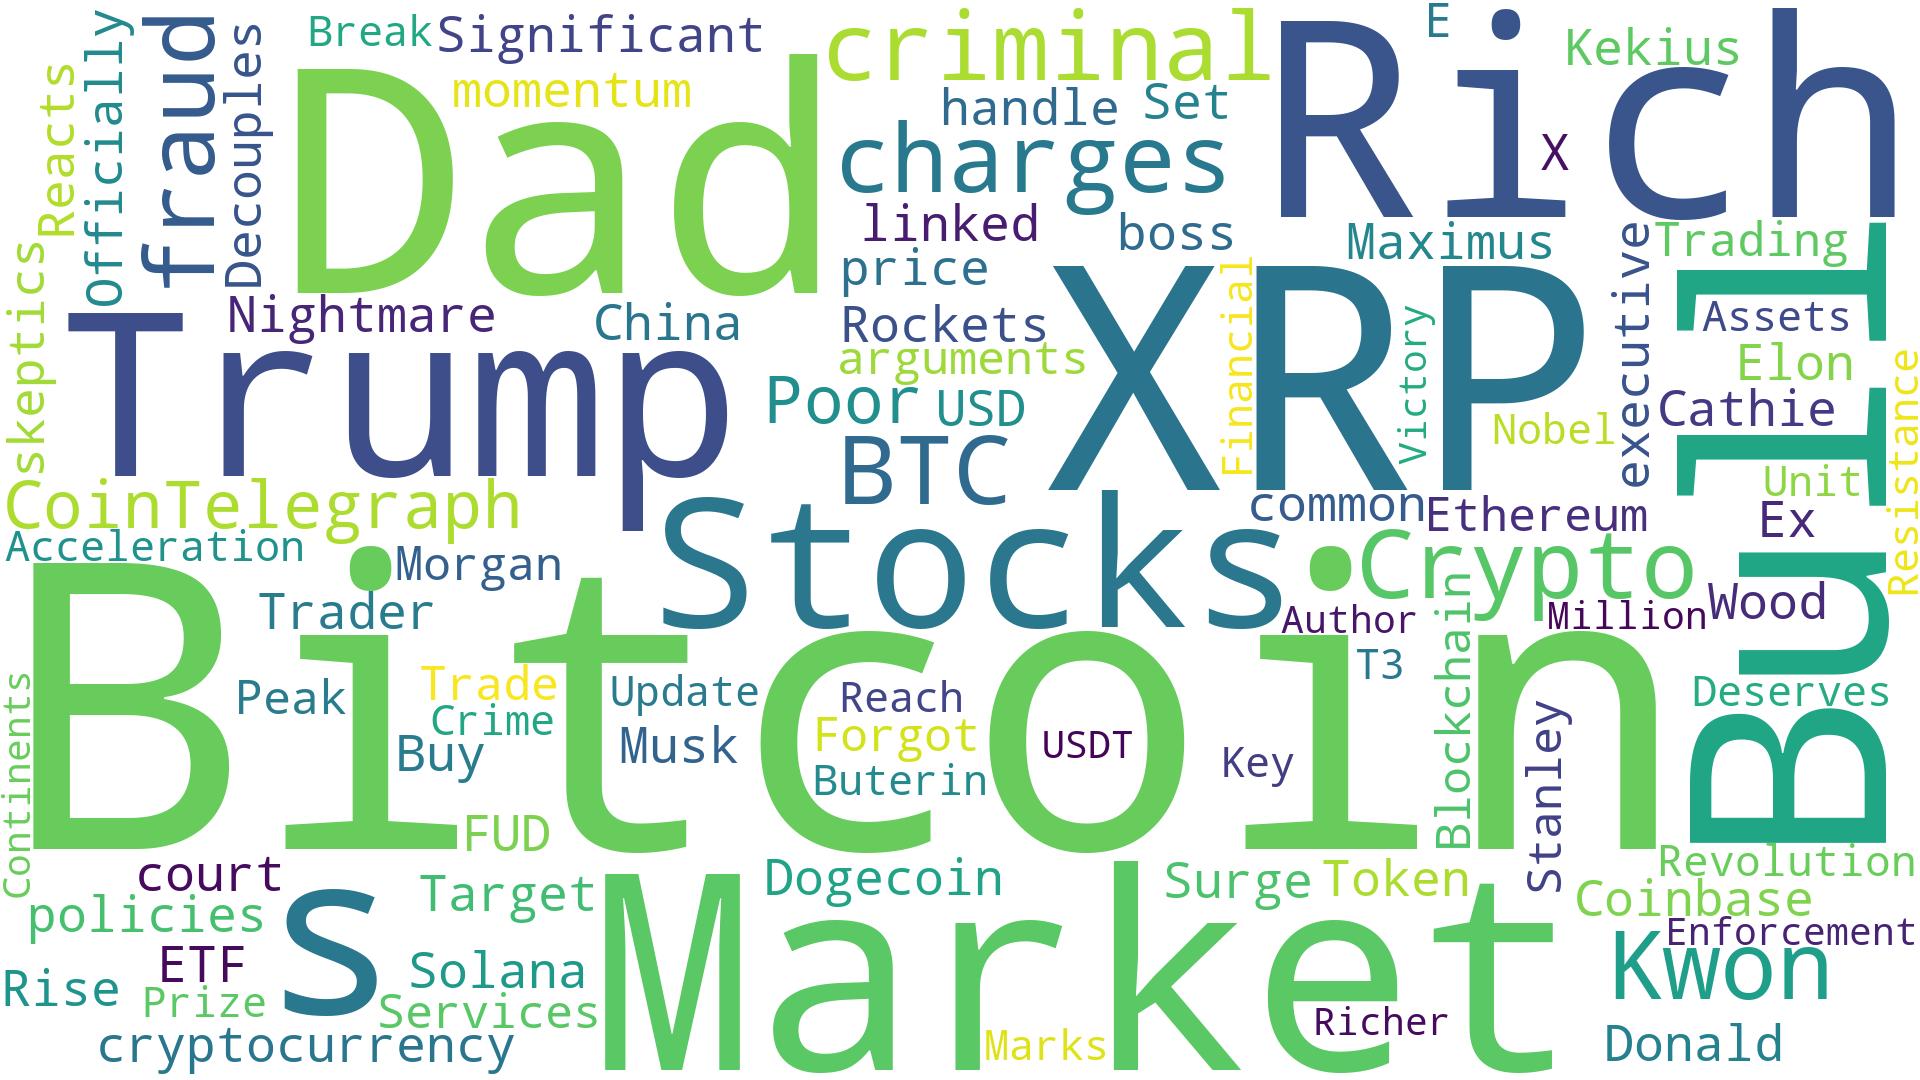 Break
Significant
momentum
criminal
Rich
E
Kekius
Reacts
Officially
fraud
Decouples
Dad
handle
Set
charges
X
linked
boss
Maximus
executive
Trading
skeptics
Nightmare
China
price
Rockets
arguments
XRP
Financial
Victory
Nobel
Assets
Elon
Cathie
Resistance
Bull
Trump
Poor
USD
BTC
CoinTelegraph
Stocks
common
Ethereum
Unit
Ex
Acceleration
Morgan
Trader
Crypto
Author
Million
Wood
Bitcoin
T3
Blockchain
Stanley
Deserves
Continents
Peak
Trade
Crime
Buy
Update
Musk
Reach
Forgot
Buterin
USDT
Key
FUD
court
policies
Target
s
Market
Dogecoin
Surge
Token
Revolution
Coinbase
Enforcement
Kwon
ETF
Rise
Prize
Solana
Services
cryptocurrency
Marks
Richer
Donald